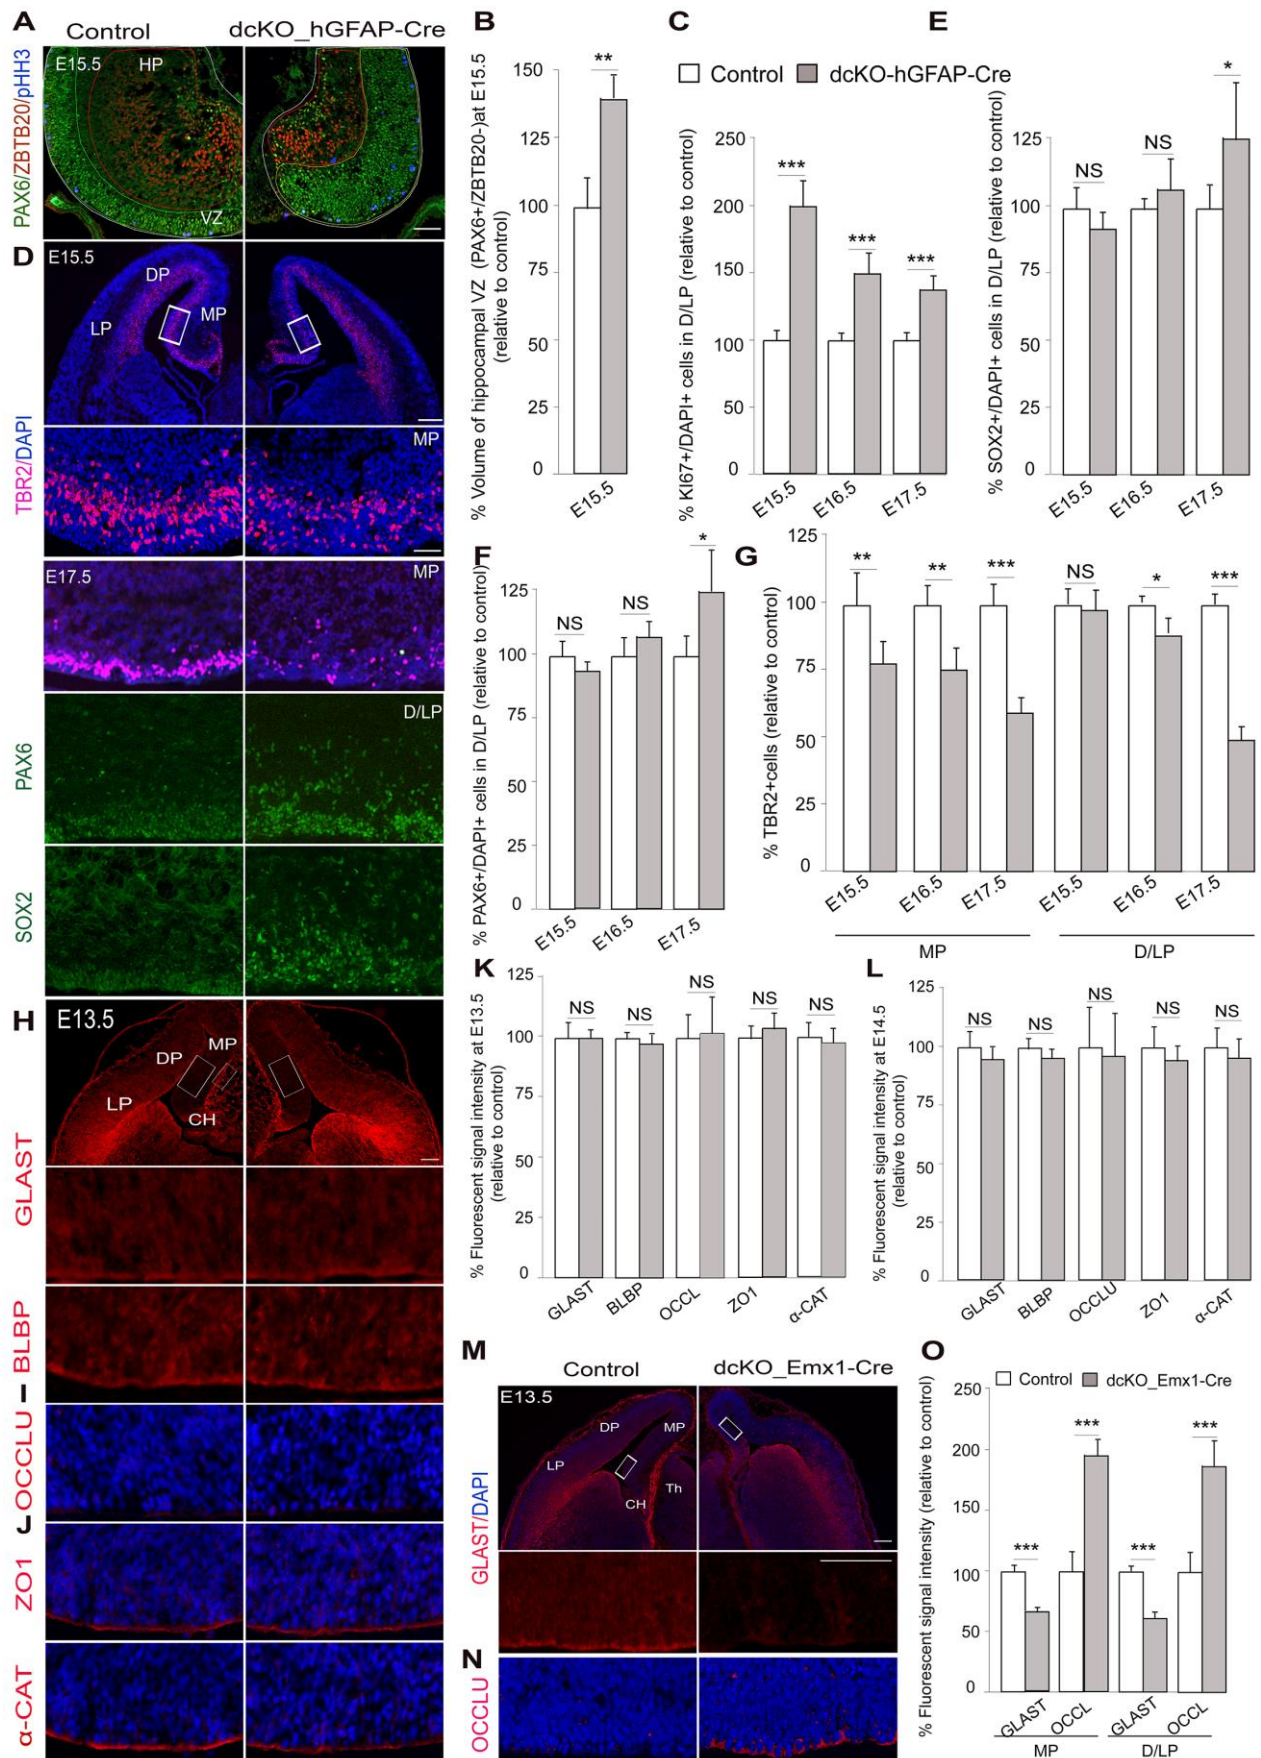 A
Control
dcKO_hGFAP-Cre
PAX6/ZBTB20/pHH3
E15.5
HP
VZ
B
% Volume of hippocampal VZ (PAX6+/ZBTB20-)at E15.5
(relative to control)
150
125
100
75
50
25
0
**
E15.5
C
Control
dcKO-hGFAP-Cre
% KI67+/DAPI+ cells in D/LP (relative to control)
250
200
150
100
50
0
***
***
***
E15.5
E16.5
E17.5
E
% SOX2+/DAPI+ cells in D/LP (relative to control)
125
100
75
50
25
0
NS
NS
*
E15.5
E16.5
E17.5
D
TBR2/DAPI
E15.5
DP
MP
LP
MP
E17.5
MP
PAX6
D/LP
SOX2
F
% PAX6+/DAPI+ cells in D/LP (relative to control)
125
100
75
50
25
0
NS
NS
*
E15.5
E16.5
E17.5
G
% TBR2+cells (relative to control)
125
100
75
50
25
0
**
**
***
NS
*
***
E15.5
E16.5
E17.5
E15.5
E16.5
E17.5
MP
D/LP
H
E13.5
DP
MP
LP
CH
GLAST
BLBP
I
OCCLU
J
ZO1
α-CAT
K
% Fluorescent signal intensity at E13.5
(relative to control)
125
100
75
50
25
0
NS
NS
NS
NS
NS
GLAST
BLBP
OCCL
ZO1
α-CAT
L
% Fluorescent signal intensity at E14.5
(relative to control)
125
100
75
50
25
0
NS
NS
NS
NS
NS
GLAST
BLBP
OCCLU
ZO1
α-CAT
M
Control
dcKO_Emx1-Cre
GLAST/DAPI
E13.5
DP
MP
LP
CH
Th
N
OCCLU
O
Control
dcKO_Emx1-Cre
% Fluorescent signal intensity (relative to control)
250
200
150
100
50
0
***
***
***
***
GLAST
OCCL
GLAST
OCCL
MP
D/LP